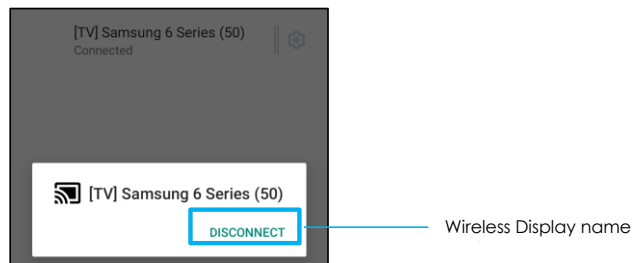 [TV] Samsung 6 Series (50)
Connected
[TV] Samsung 6 Series (50)
DISCONNECT
Wireless Display name